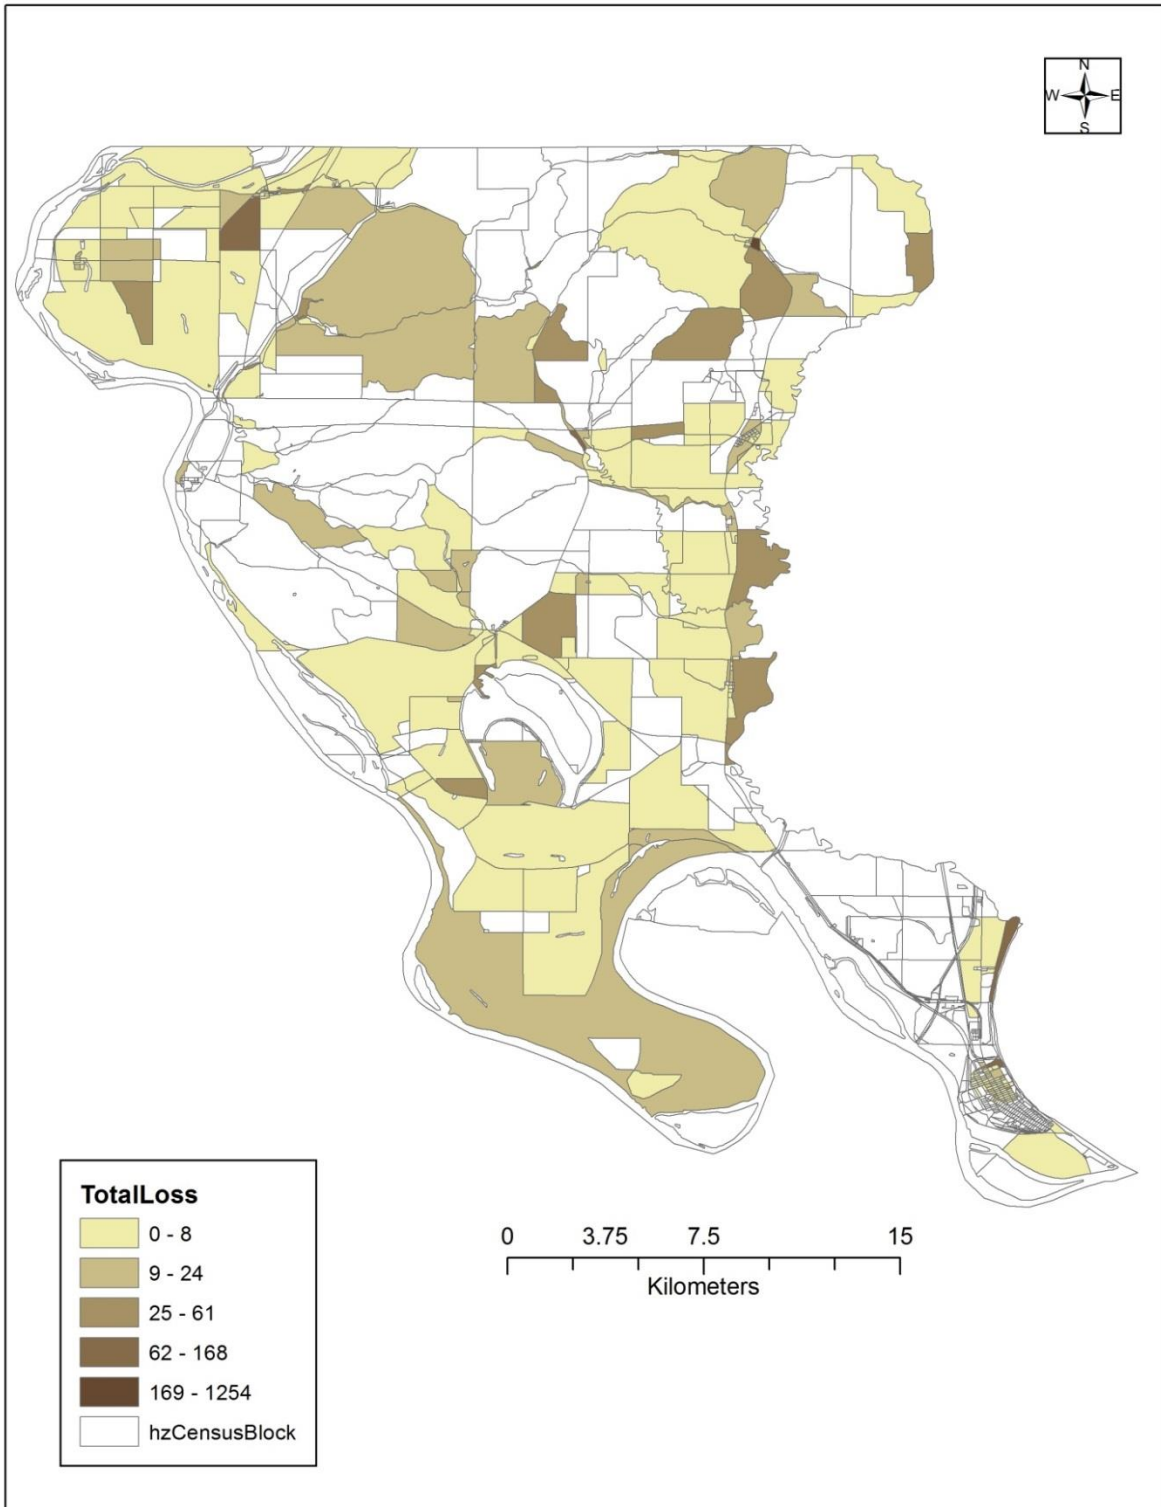 N
W E
S
TotalLoss
0 - 8
9 - 24
25 - 61
62 - 168
169 - 1254
hzCensusBlock
0 3.75 7.5 15
Kilometers